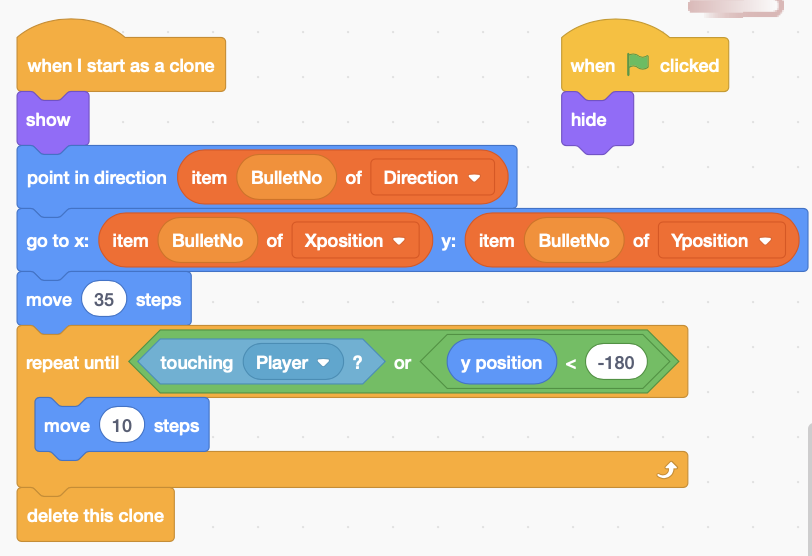 when I start as a clone
show
point in direction item BulletNo of Direction
go to x: item BulletNo of Xposition y: item BulletNo of Yposition
move 35 steps
repeat until touching Player ? or y position < -180
move 10 steps
delete this clone
when clicked
hide